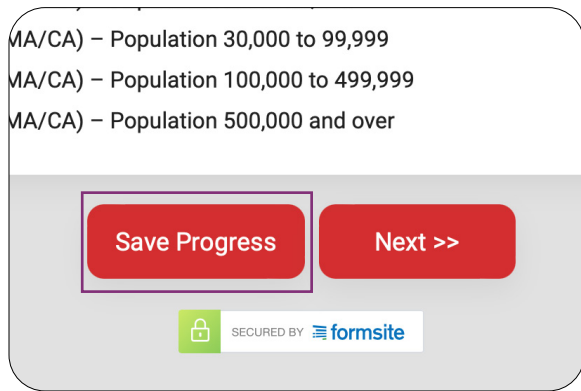 MA/CA) – Population 30,000 to 99,999
MA/CA) – Population 100,000 to 499,999
MA/CA) – Population 500,000 and over
Save Progress
Next >>
SECURED BY formsite